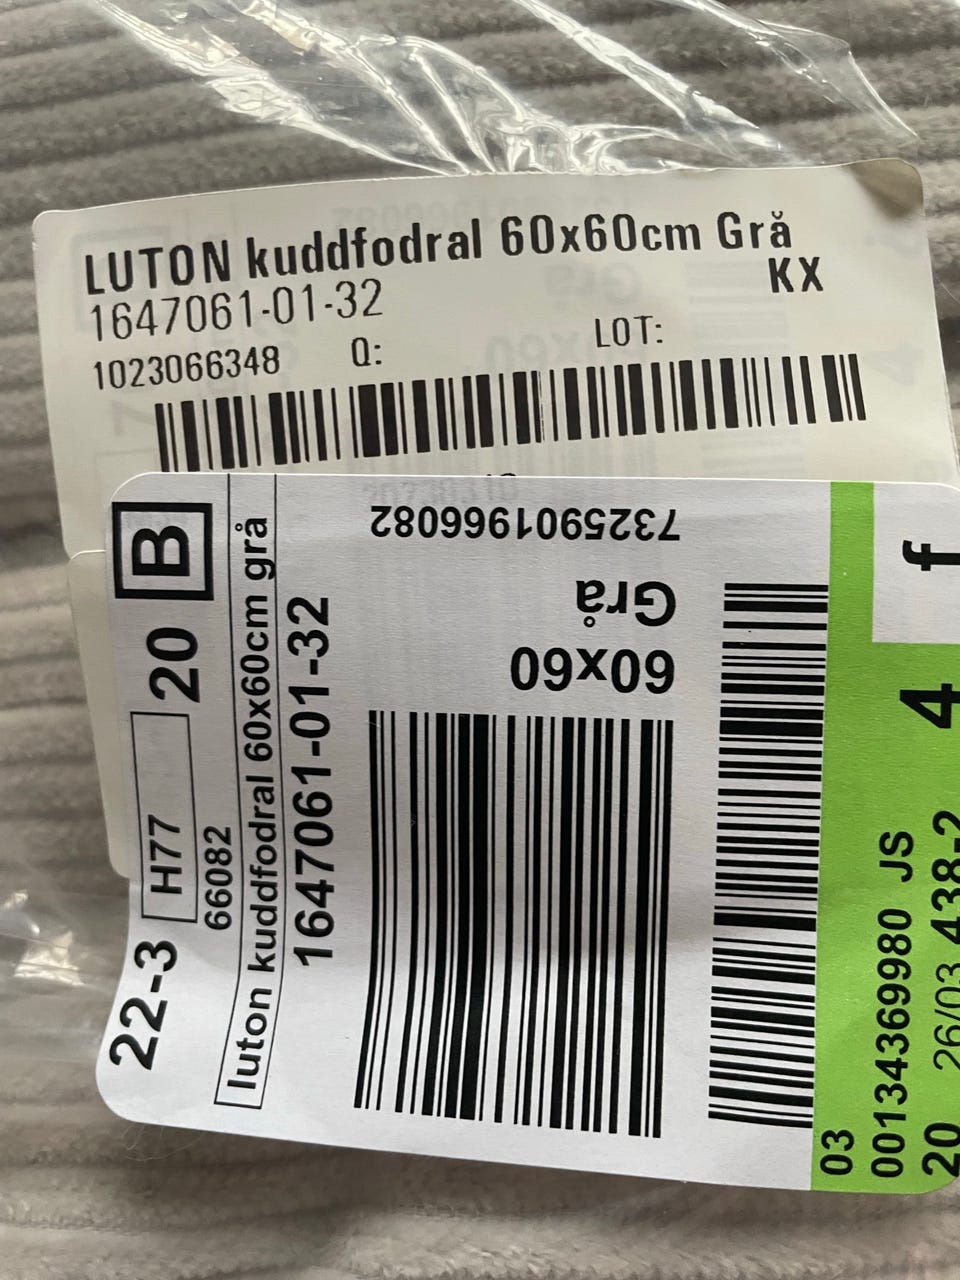 LUTON kuddfodral 60x60cm Grå
KX
1647061-01-32
1023066348 Q: LOT:
7325901966082
Grå
60x60
22-3 H77 20 B
66082
luton kuddfodral 60x60cm grå
1647061-01-32
03
00134369980 JS
20 26/03 438-2 4
f